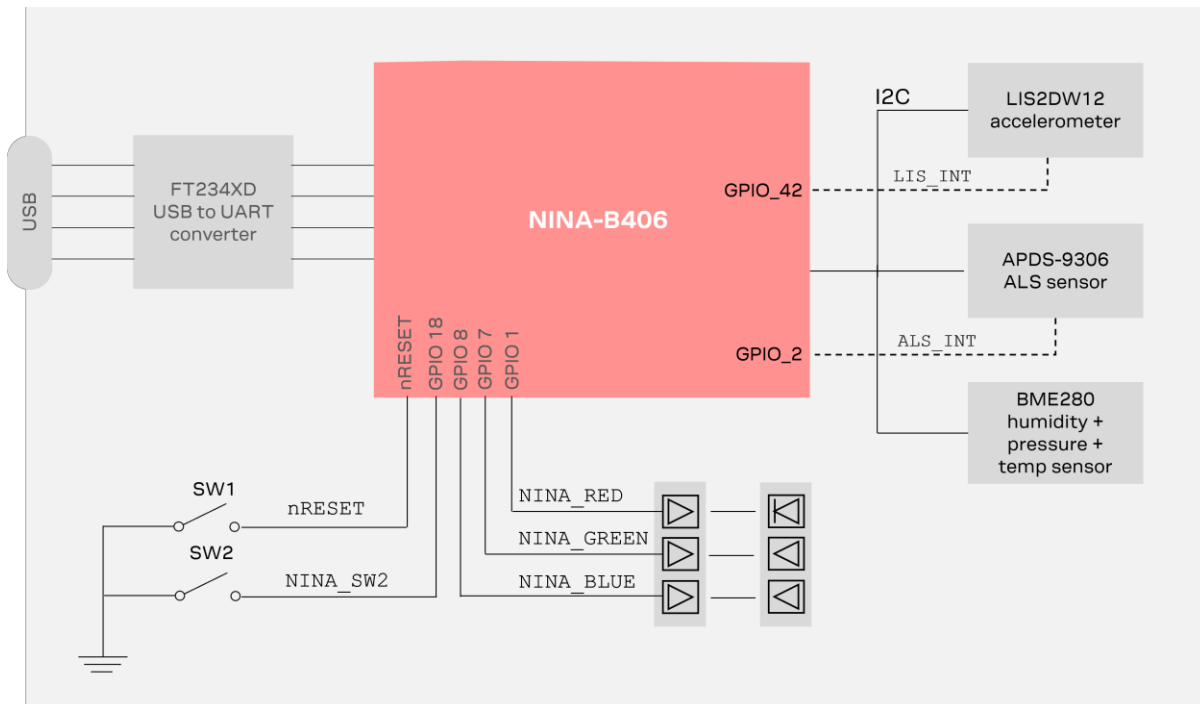 USB
FT234XD
USB to UART
converter
NINA-B406
GPIO_42
GPIO_2
nRESET
GPIO 18
GPIO 8
GPIO 7
GPIO 1
I2C
LIS2DW12
accelerometer
LIS_INT
APDS-9306
ALS sensor
ALS_INT
BME280
humidity +
pressure +
temp sensor
SW1
nRESET
SW2
NINA_SW2
NINA_RED
NINA_GREEN
NINA_BLUE